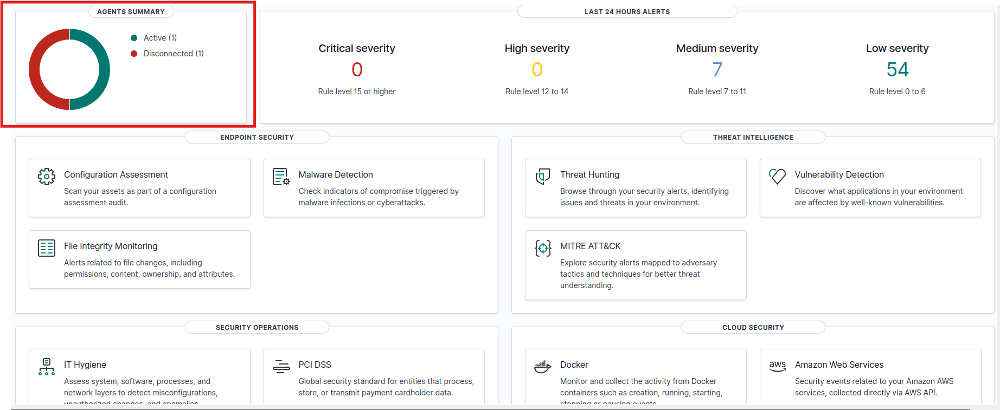 AGENTS SUMMARY
Active (1)
Disconnected (1)
LAST 24 HOURS ALERTS
Critical severity
0
Rule level 15 or higher
High severity
0
Rule level 12 to 14
Medium severity
7
Rule level 7 to 11
Low severity
54
Rule level 0 to 6
ENDPOINT SECURITY
Configuration Assessment
Scan your assets as part of a configuration
assessment audit.
Malware Detection
Check indicators of compromise triggered by
malware infections or cyberattacks.
File Integrity Monitoring
Alerts related to file changes, including
permissions, content, ownership, and attributes.
THREAT INTELLIGENCE
Threat Hunting
Browse through your security alerts, identifying
issues and threats in your environment.
Vulnerability Detection
Discover what applications in your environment
are affected by well-known vulnerabilities.
MITRE ATT&CK
Explore security alerts mapped to adversary
tactics and techniques for better threat
understanding.
SECURITY OPERATIONS
IT Hygiene
Assess system, software, processes, and
network layers to detect misconfigurations,
unauthorized changes, and anomalies.
PCI DSS
Global security standard for entities that process,
store, or transmit payment cardholder data.
CLOUD SECURITY
Docker
Monitor and collect the activity from Docker
containers such as creation, running, starting,
stopping or pausing events.
aws
Amazon Web Services
Security events related to your Amazon AWS
services, collected directly via AWS API.